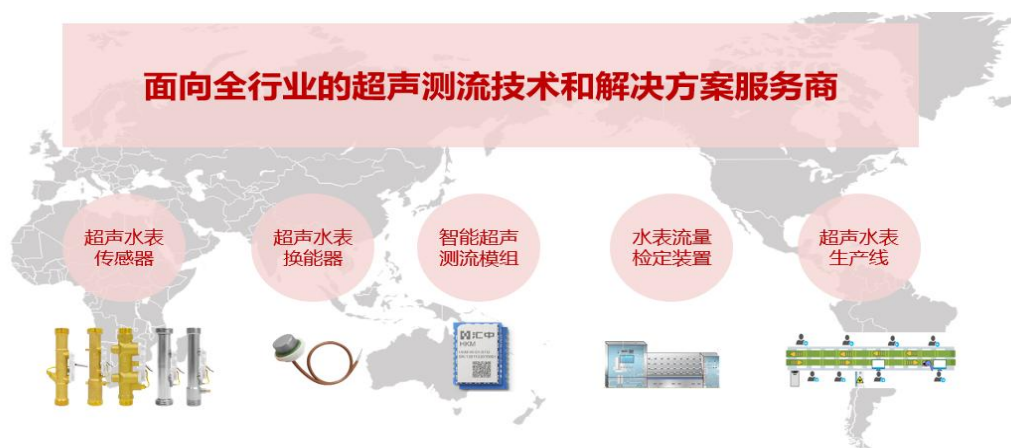 面向全行业的超声测流技术和解决方案服务商
超声水表
传感器
超声水表
换能器
智能超声
测流模组
水表流量
检定装置
超声水表
生产线
汇中
HKM